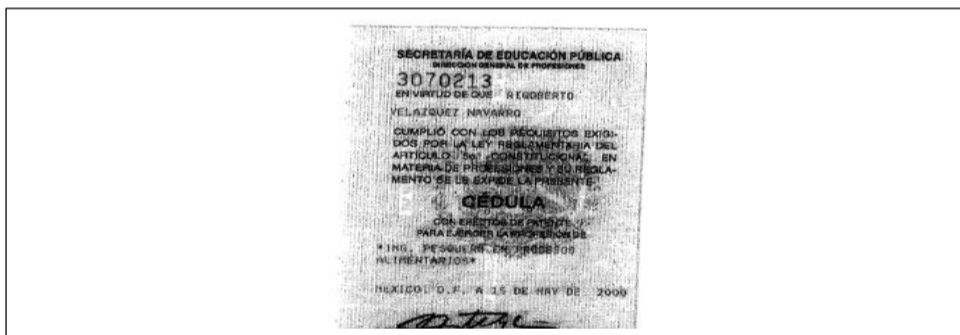 SECRETARÍA DE EDUCACIÓN PÚBLICA
DIRECCIÓN GENERAL DE PROFESIONES
3070213
EN VIRTUD DE QUE RIGOBERTO
VELAZQUEZ NAVARRO
CUMPLIÓ CON LOS REQUISITOS EXIGI-
DOS POR LA LEY REGLAMENTARIA DEL
ARTÍCULO 5o. CONSTITUCIONAL EN
MATERIA DE PROFESIONES Y SU REGLA-
MENTO SE LE EXPIDE LA PRESENTE
CÉDULA
CON EFECTOS DE PATENTE
PARA EJERCER LA PROFESIÓN DE
*ING. PESQUERO EN PROCESOS
ALIMENTARIOS*
MEXICO, D.F. A 15 DE MAY DE 2000